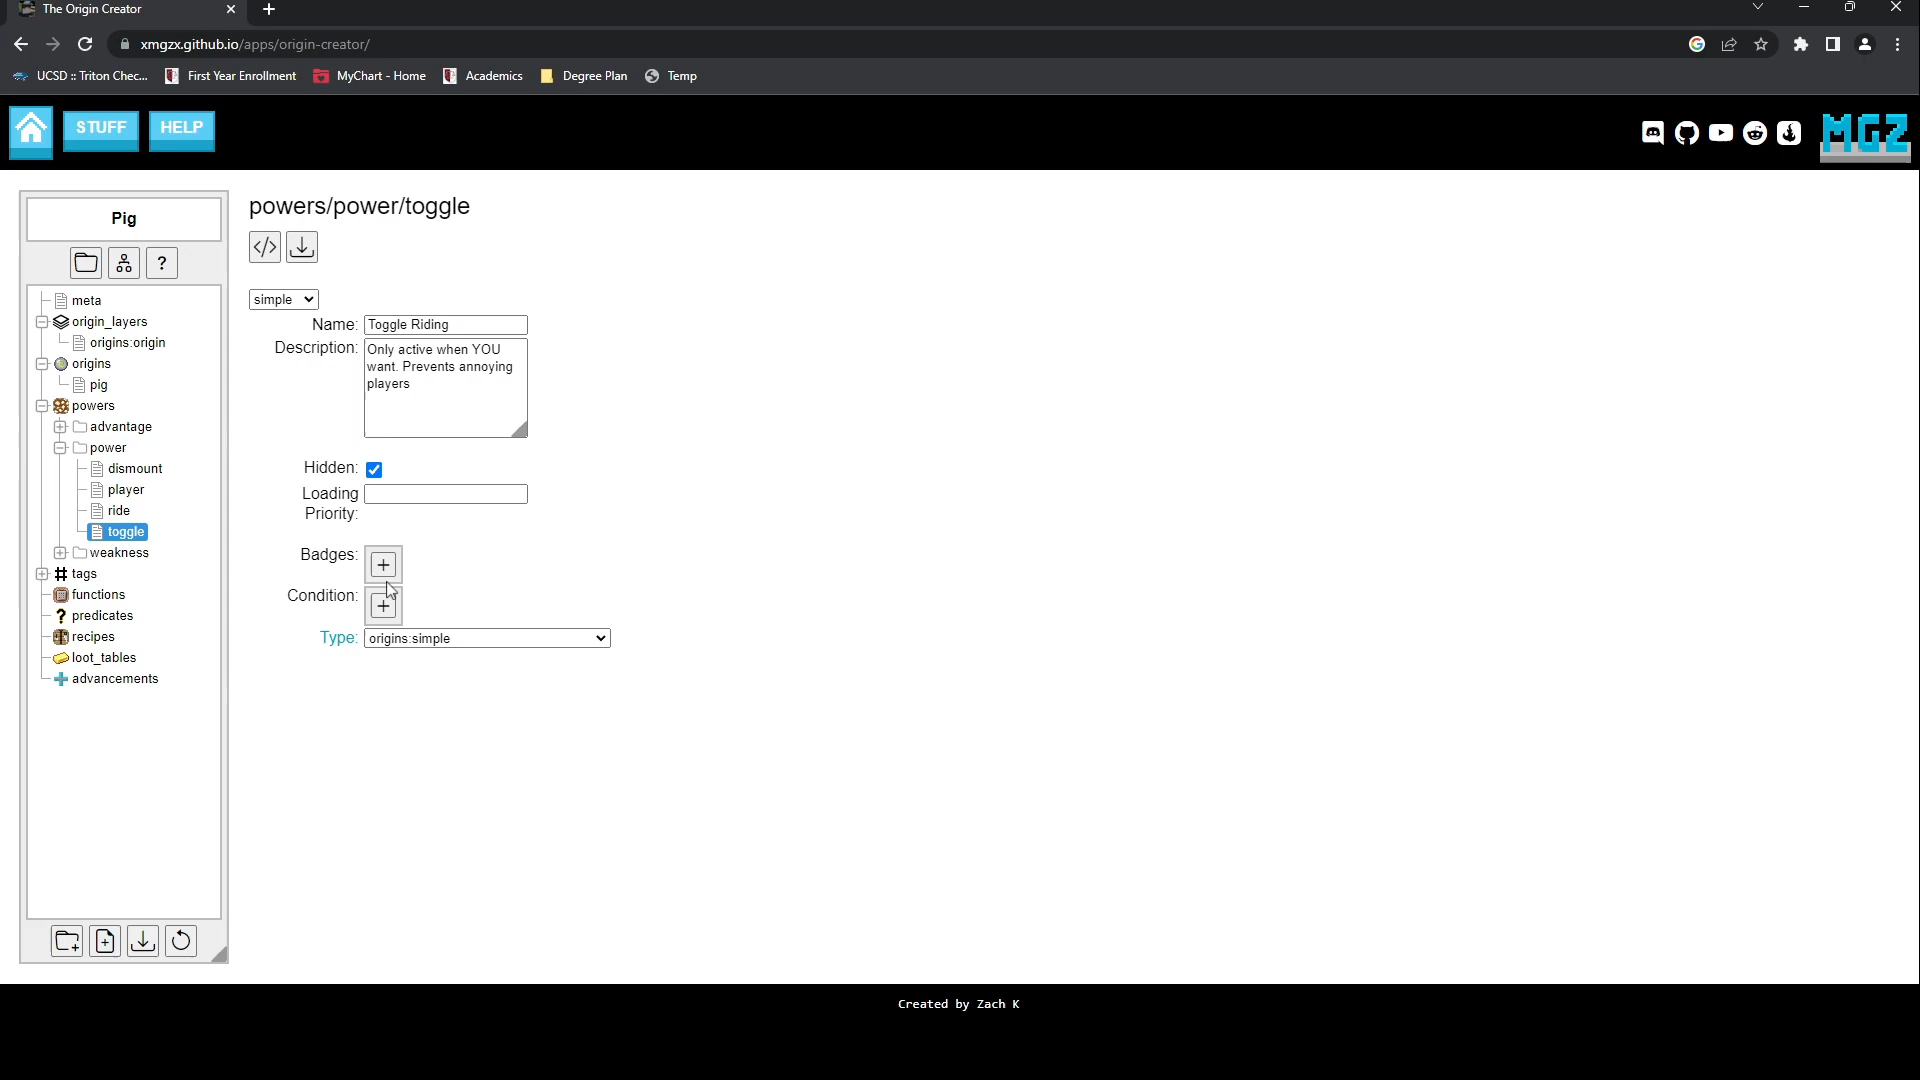 The Origin Creator
xmgzx.github.io/apps/origin-creator/
UCSD :: Triton Chec...
First Year Enrollment
MyChart - Home
Academics
Degree Plan
Temp
STUFF
HELP
MGZ
Pig
?
meta
origin_layers
origins:origin
origins
pig
powers
advantage
power
dismount
player
ride
toggle
weakness
tags
functions
predicates
recipes
loot_tables
advancements
powers/power/toggle
simple
Name: Toggle Riding
Description: Only active when YOU
want. Prevents annoying
players
Hidden:
Loading
Priority:
Badges: +
Condition: +
Type: origins:simple
Created by Zach K